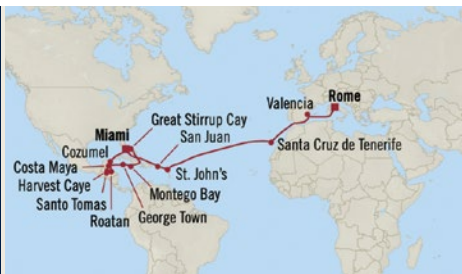 Rome
Valencia
Great Stirrup Cay
Miami
San Juan
Cozumel
Santa Cruz de Tenerife
Costa Maya
St. John's
Harvest Caye
Montego Bay
Santo Tomas
George Town
Roatan